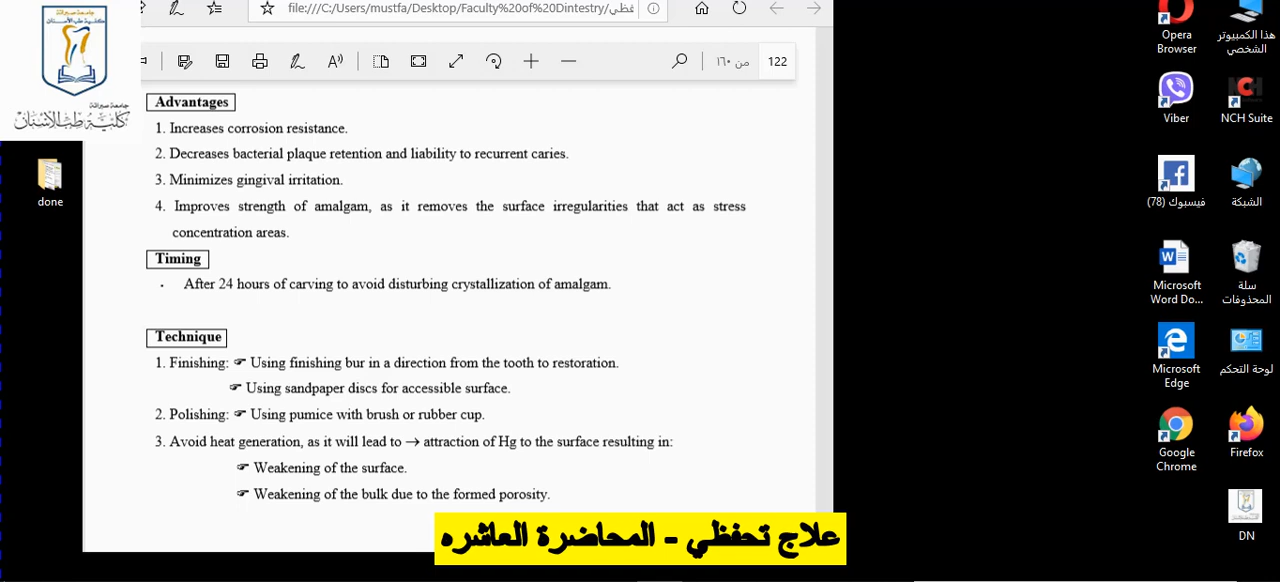 file:///C:/Users/mustfa/Desktop/Faculty%20of%20Dintestry/
122
من ١٦٠
جامعة صبراتة
كلية طب الأسنان
done
Advantages
1. Increases corrosion resistance.
2. Decreases bacterial plaque retention and liability to recurrent caries.
3. Minimizes gingival irritation.
4. Improves strength of amalgam, as it removes the surface irregularities that act as stress
concentration areas.
Timing
· After 24 hours of carving to avoid disturbing crystallization of amalgam.
Technique
1. Finishing: ☞ Using finishing bur in a direction from the tooth to restoration.
☞ Using sandpaper discs for accessible surface.
2. Polishing: ☞ Using pumice with brush or rubber cup.
3. Avoid heat generation, as it will lead to → attraction of Hg to the surface resulting in:
☞ Weakening of the surface.
☞ Weakening of the bulk due to the formed porosity.
علاج تحفظي - المحاضرة العاشره
Opera
Browser
هذا الكمبيوتر
الشخصي
Viber
NCH Suite
فيسبوك (78)
الشبكة
Microsoft
Word Do...
سلة
المحذوفات
Microsoft
Edge
لوحة التحكم
Google
Chrome
Firefox
DN